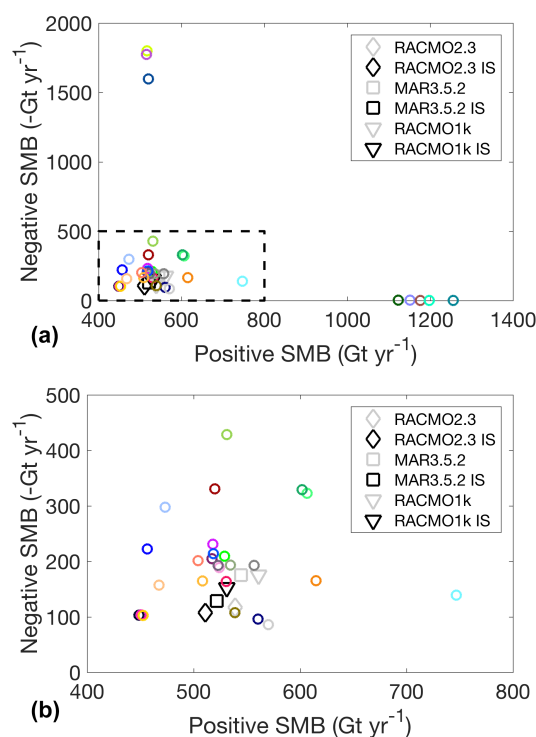 2000
1500
1000
500
0
Negative SMB (-Gt yr⁻¹)
RACMO2.3
RACMO2.3 IS
MAR3.5.2
MAR3.5.2 IS
RACMO1k
RACMO1k IS
400 600 800 1000 1200 1400
(a)
Positive SMB (Gt yr⁻¹)
500
400
300
200
100
0
Negative SMB (-Gt yr⁻¹)
RACMO2.3
RACMO2.3 IS
MAR3.5.2
MAR3.5.2 IS
RACMO1k
RACMO1k IS
400 500 600 700 800
(b)
Positive SMB (Gt yr⁻¹)